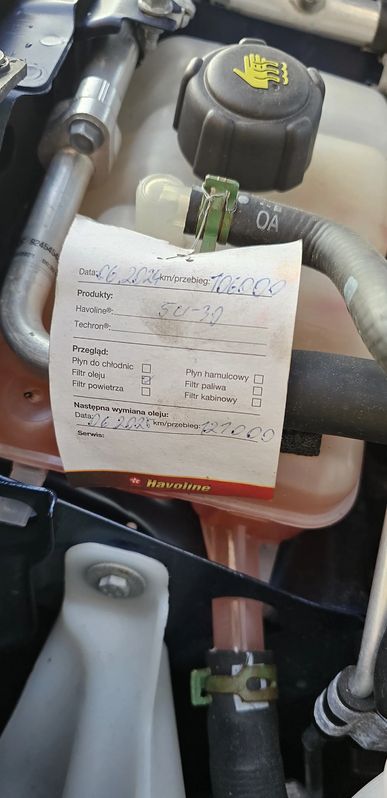 OA
Data: 06.2024 km/przebieg: 106000
Produkty:
Havoline®: 5W-30
Techron®:
Przegląd:
Płyn do chłodnic
Płyn hamulcowy
Filtr oleju
Filtr paliwa
Filtr powietrza
Filtr kabinowy
Następna wymiana oleju:
Data: 06.2025 km/przebieg: 121000
Serwis:
Havoline